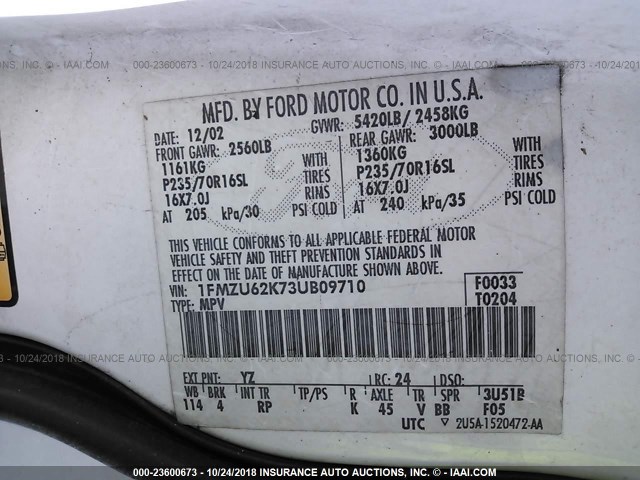 000-23600673 - 10/24/2018 INSURANCE AUTO AUCTIONS, INC. - IAAI.COM
MFD. BY FORD MOTOR CO. IN U.S.A.
DATE: 12/02 GVWR: 5420LB/ 2458KG
FRONT GAWR: 2560LB REAR GAWR: 3000LB
1161KG WITH 1360KG WITH
P235/70R16SL TIRES P235/70R16SL TIRES
16X7.0J RIMS 16X7.0J RIMS
AT 205 kPa/30 PSI COLD AT 240 kPa/35 PSI COLD
THIS VEHICLE CONFORMS TO ALL APPLICABLE FEDERAL MOTOR
VEHICLE SAFETY AND THEFT PREVENTION STANDARDS IN
EFFECT ON THE DATE OF MANUFACTURE SHOWN ABOVE.
VIN: 1FMZU62K73UB09710 F0033
TYPE: MPV T0204
EXT PNT: YZ RC: 24 DSO:
WB BRK INT TR TP/PS R AXLE TR SPR 3U51B
114 4 RP K 45 V BB F05
UTC ▽ 2U5A-1520472-AA
000-23600673 - 10/24/2018 INSURANCE AUTO AUCTIONS, INC. - IAAI.COM